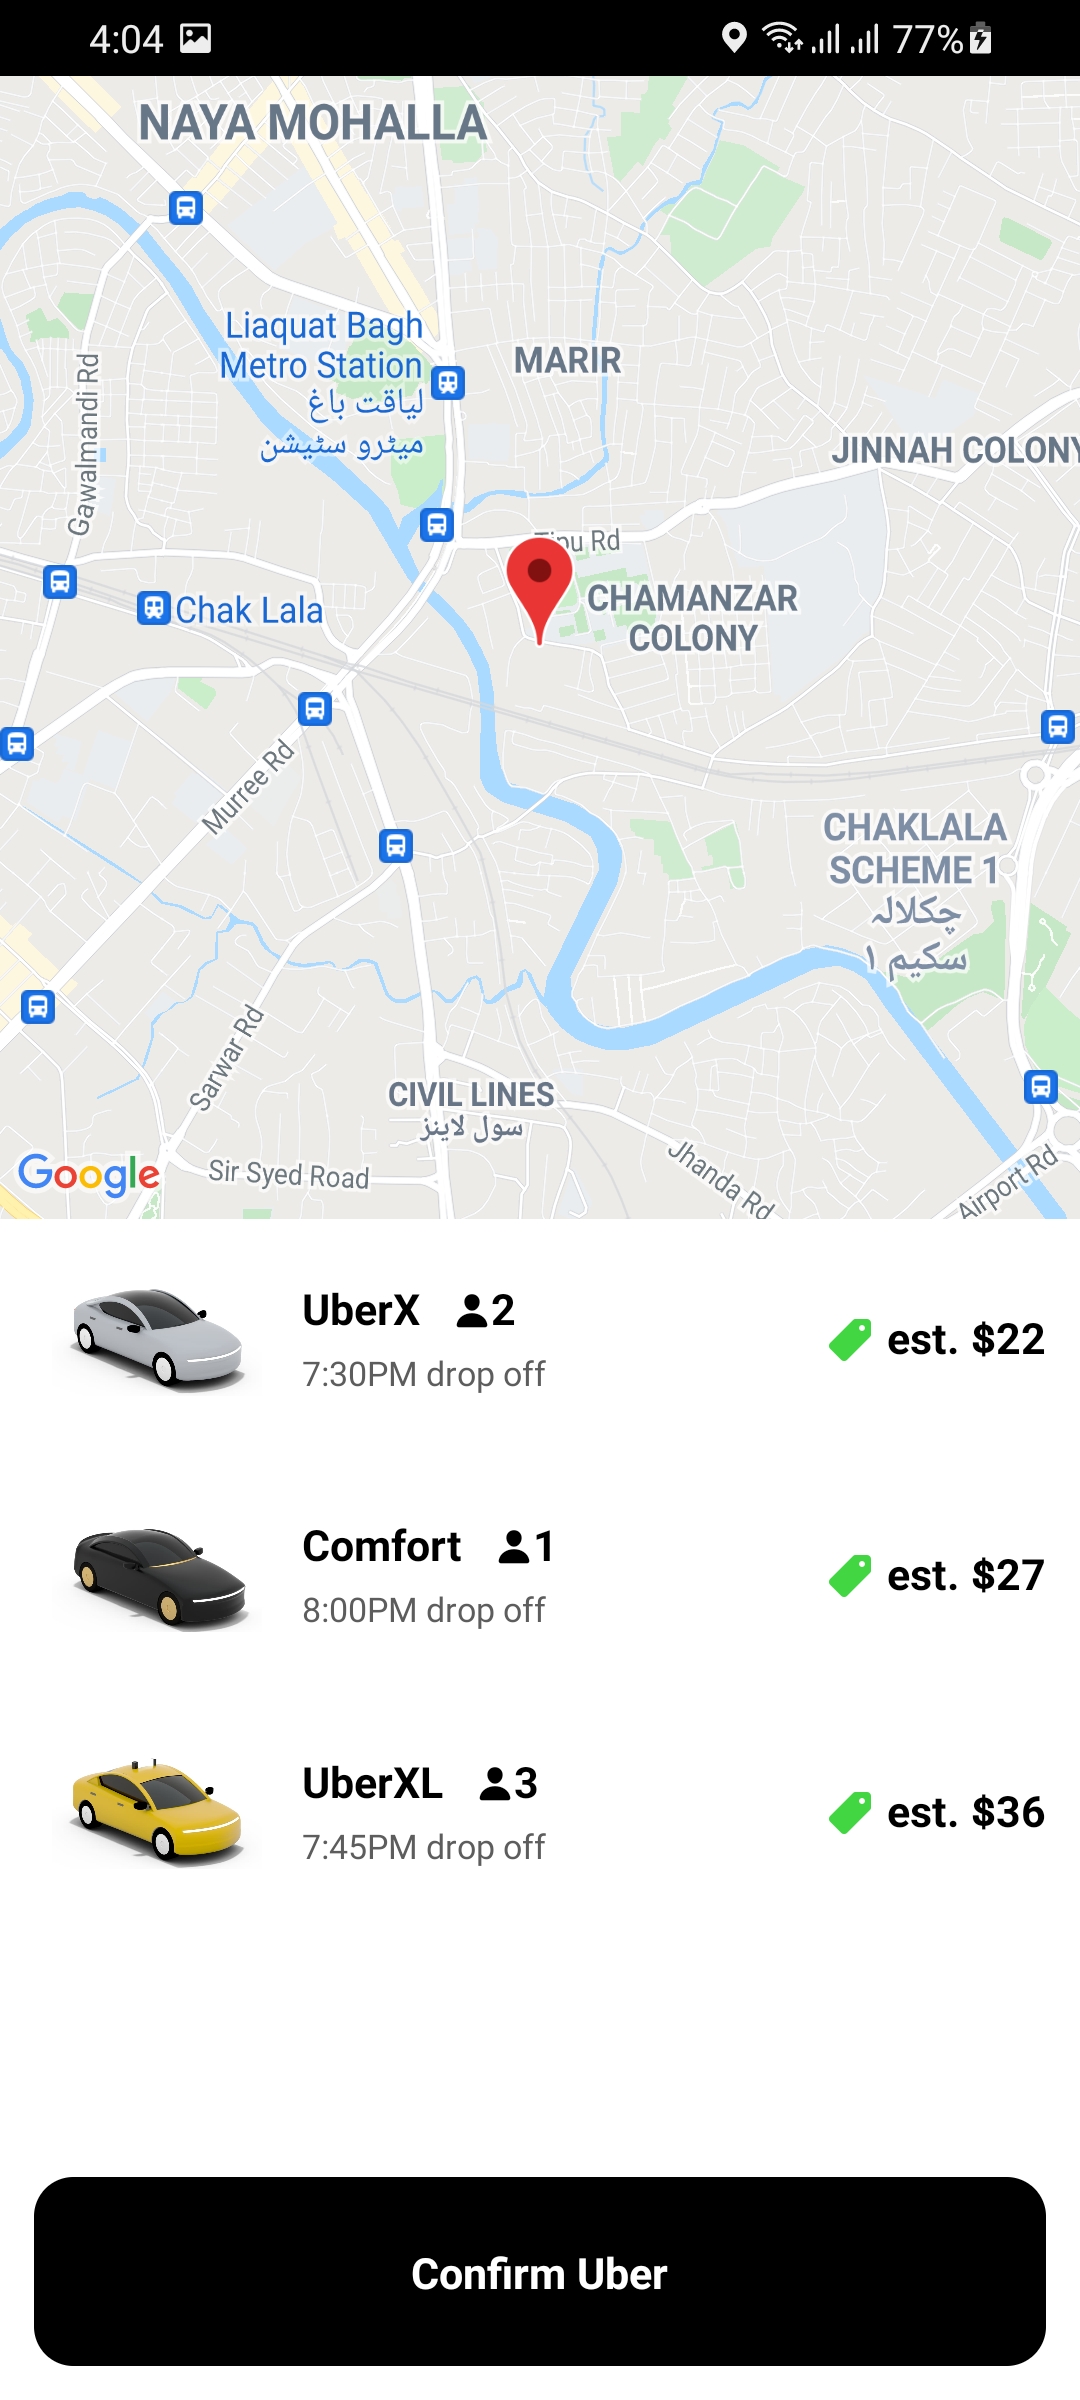 4:04
77%
NAYA MOHALLA
Liaquat Bagh
Metro Station
لیاقت باغ
میٹرو سٹیشن
MARIR
JINNAH COLONY
Gawalmandi Rd
Tipu Rd
Chak Lala
CHAMANZAR
COLONY
Murree Rd
CHAKLALA
SCHEME 1
چکلالہ
سکیم ١
Sarwar Rd
CIVIL LINES
سول لاینز
Google
Sir Syed Road
Jhanda Rd
Airport Rd
UberX 2
7:30PM drop off
est. $22
Comfort 1
8:00PM drop off
est. $27
UberXL 3
7:45PM drop off
est. $36
Confirm Uber